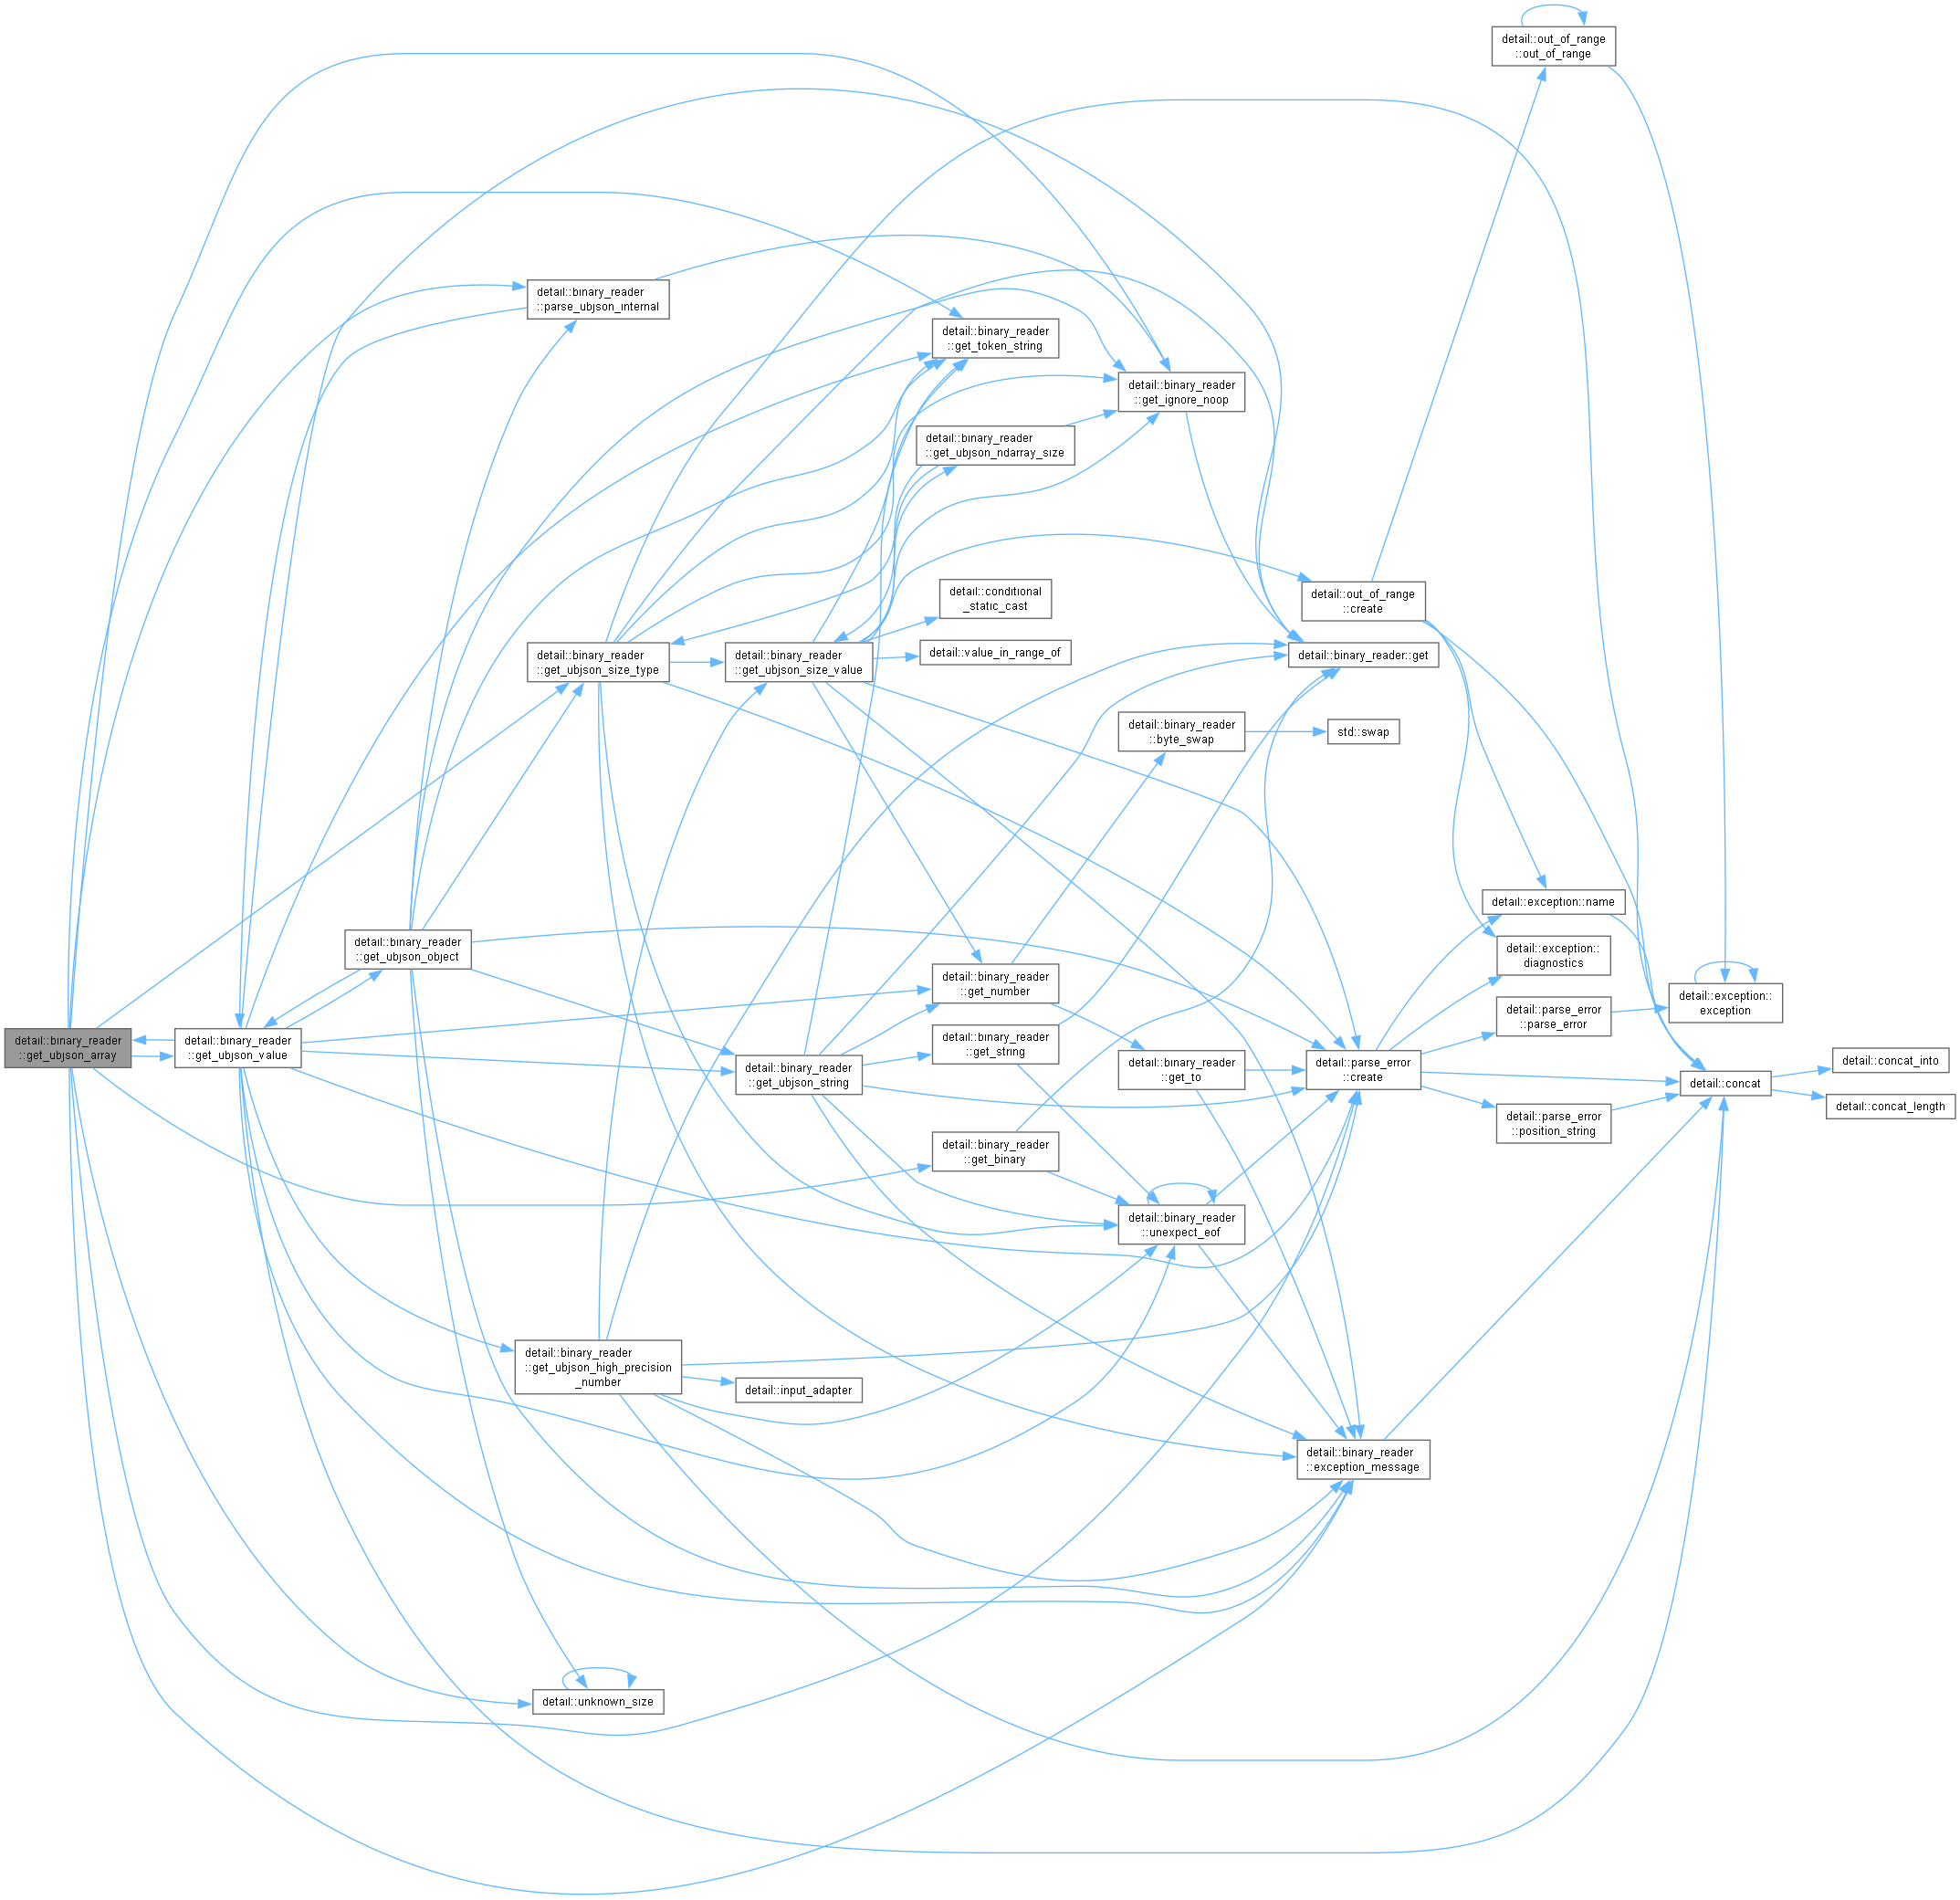 detail::out_of_range
::out_of_range
detail::binary_reader
::parse_ubjson_internal
detail::binary_reader
::get_token_string
detail::binary_reader
::get_ignore_noop
detail::binary_reader
::get_ubjson_ndarray_size
detail::conditional
_static_cast
detail::out_of_range
::create
detail::binary_reader
::get_ubjson_size_type
detail::binary_reader
::get_ubjson_size_value
detail::value_in_range_of
detail::binary_reader::get
detail::binary_reader
::byte_swap
std::swap
detail::exception::name
detail::binary_reader
::get_ubjson_object
detail::exception::
diagnostics
detail::binary_reader
::get_number
detail::exception::
exception
detail::parse_error
::parse_error
detail::binary_reader
::get_ubjson_array
detail::binary_reader
::get_ubjson_value
detail::binary_reader
::get_string
detail::binary_reader
::get_ubjson_string
detail::binary_reader
::get_to
detail::parse_error
::create
detail::concat
detail::concat_into
detail::concat_length
detail::parse_error
::position_string
detail::binary_reader
::get_binary
detail::binary_reader
::unexpect_eof
detail::binary_reader
::get_ubjson_high_precision
_number
detail::input_adapter
detail::binary_reader
::exception_message
detail::unknown_size